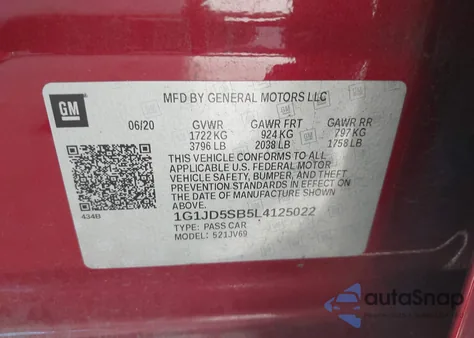 GM
MFD BY GENERAL MOTORS LLC
06/20 GVWR GAWR FRT GAWR RR
1722 KG 924 KG 797 KG
3796 LB 2038 LB 1758 LB
THIS VEHICLE CONFORMS TO ALL
APPLICABLE U.S. FEDERAL MOTOR
VEHICLE SAFETY, BUMPER, AND THEFT
PREVENTION STANDARDS IN EFFECT ON
THE DATE OF MANUFACTURE SHOWN
ABOVE.
434B
1G1JD5SB5L4125022
TYPE: PASS CAR
MODEL: 521JV69
autoSnap